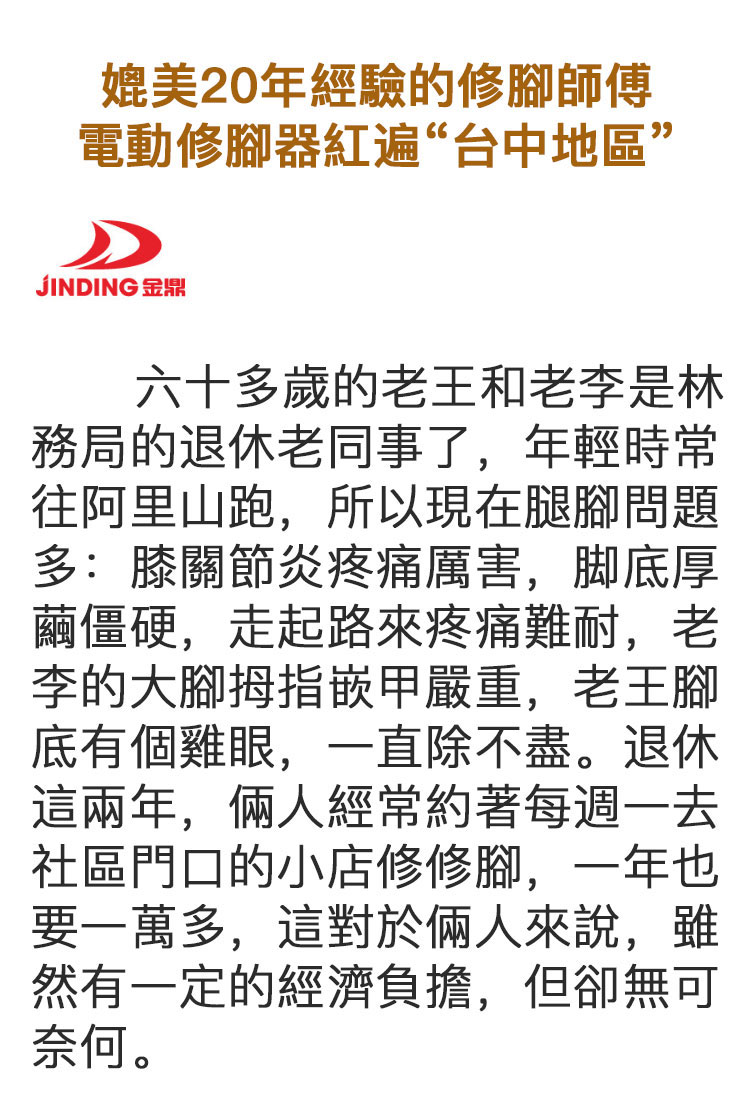 媲美20年經驗的修腳師傅
電動修腳器紅遍“台中地區”
JINDING 金鼎
六十多歲的老王和老李是林
務局的退休老同事了，年輕時常
往阿里山跑，所以現在腿腳問題
多：膝關節炎疼痛厲害，脚底厚
繭僵硬，走起路來疼痛難耐，老
李的大腳拇指嵌甲嚴重，老王腳
底有個雞眼，一直除不盡。退休
這兩年，倆人經常約著每週一去
社區門口的小店修修腳，一年也
要一萬多，這對於倆人來說，雖
然有一定的經濟負擔，但卻無可
奈何。